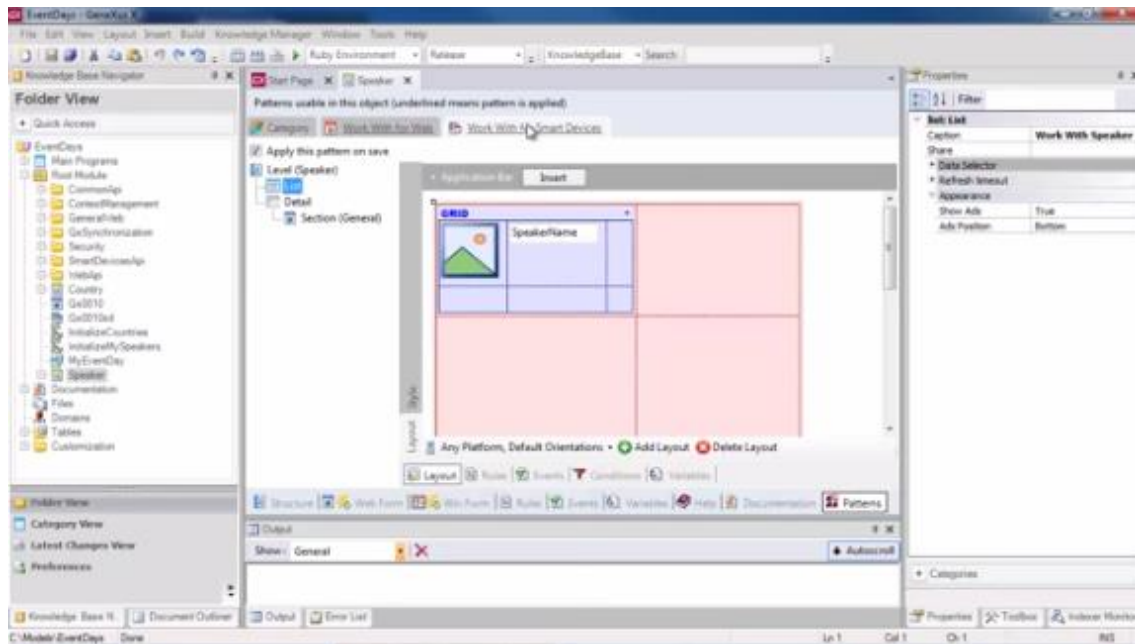 EventDays - GeneXus X
File Edit View Layout Insert Build Knowledge Manager Window Tools Help
Ruby Environment Release KnowledgeBase Search
Knowledge Base Navigator
Folder View
Quick Access
EventDays
Main Programs
Root Module
CommonApi
ContextManagement
GeneralWeb
GxSynchronization
Security
SmartDevicesApi
WebApi
Country
Gx0010
Gx0010sd
InitializeCountries
InitializeMySpeakers
MyEventDay
Speaker
Documentation
Files
Domains
Tables
Customization
Folder View
Category View
Latest Changes View
Preferences
Document Outliner
Start Page Speaker
Patterns usable in this object (underlined means pattern is applied)
Category Work With for Web Work With Smart Devices
Apply this pattern on save
Level (Speaker)
List
Detail
Section (General)
Application Bar Insert
GRID
SpeakerName
Style
Layout
Any Platform, Default Orientations Add Layout Delete Layout
Layout Rules Events Conditions Variables
Structure Web Form Win Form Rules Events Variables Help Documentation Patterns
Output
Show: General Autoscroll
Output Error List
Properties
Filter
List: List
Caption Work With Speaker
Share
Data Selector
Refresh timeout
Appearance
Show Ads True
Ads Position Bottom
Categories
Properties Toolbox Indexer Monitor
C:\Models\EventDays Done Ln 1 Col 1 Ch 1 INS